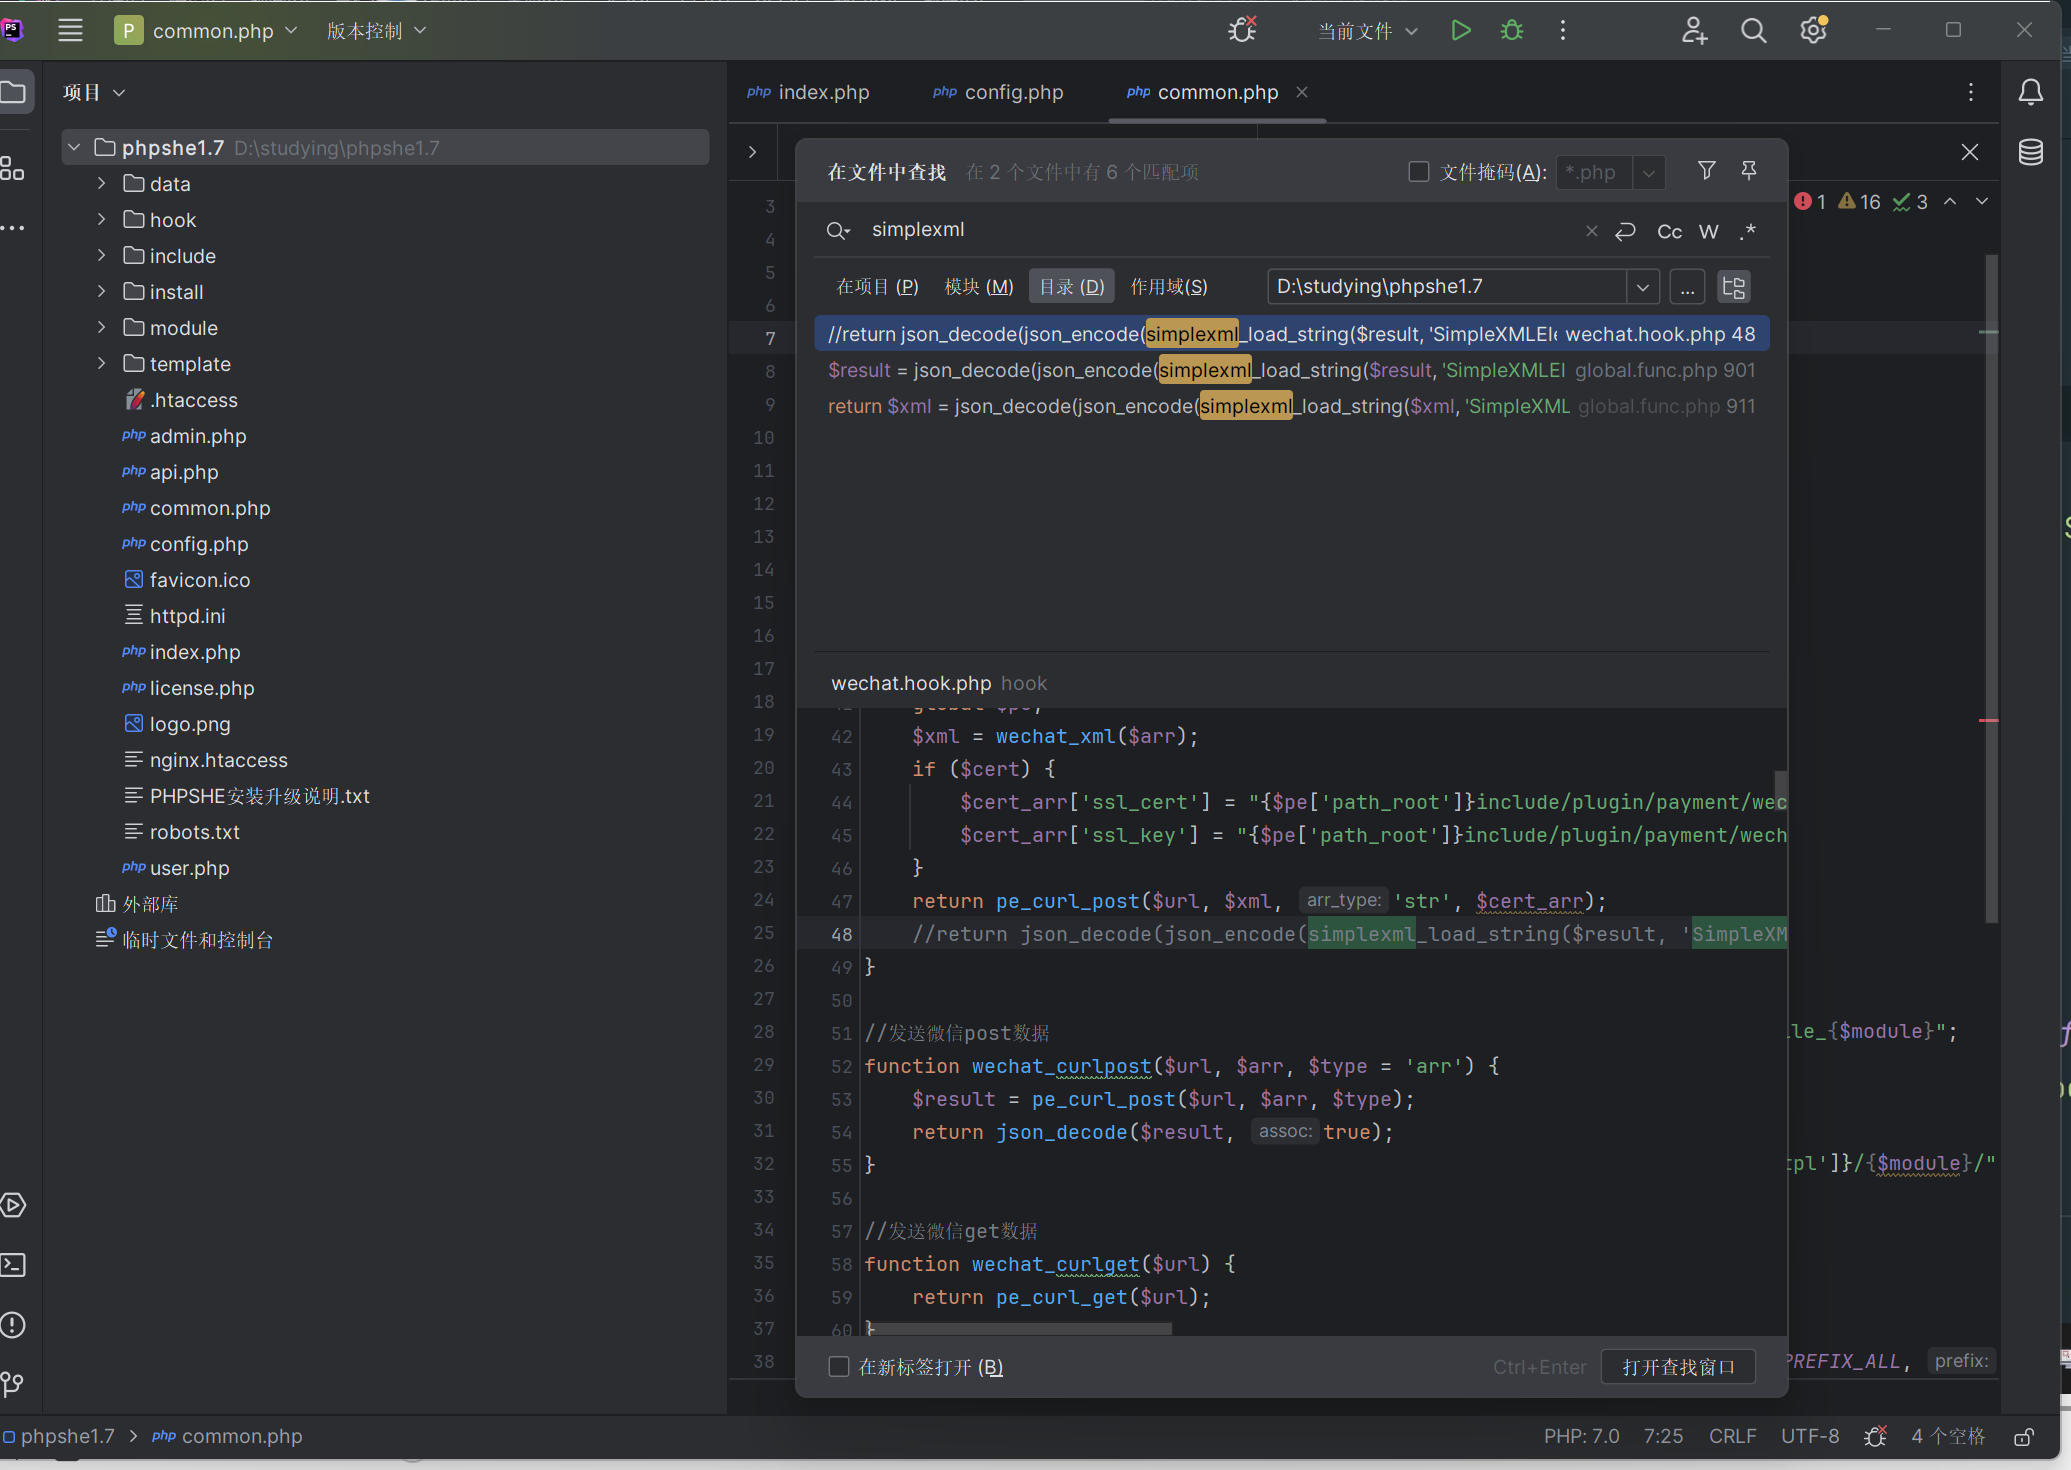 PS
P common.php
版本控制
当前文件
项目
phpshe1.7 D:\studying\phpshe1.7
data
hook
include
install
module
template
.htaccess
php admin.php
php api.php
php common.php
php config.php
favicon.ico
httpd.ini
php index.php
php license.php
logo.png
nginx.htaccess
PHPSHE安装升级说明.txt
robots.txt
php user.php
外部库
临时文件和控制台
php index.php
php config.php
php common.php
1 16 3
3
4
5
6
7
8
9
10
11
12
13
14
15
16
17
18
19
20
21
22
23
24
25
26
27
28
29
30
31
32
33
34
35
36
37
38
在文件中查找 在 2 个文件中有 6 个匹配项 文件掩码(A): *.php
simplexml Cc W .*
在项目 (P) 模块 (M) 目录 (D) 作用域(S) D:\studying\phpshe1.7 ...
//return json_decode(json_encode(simplexml_load_string($result, 'SimpleXMLEle wechat.hook.php 48
$result = json_decode(json_encode(simplexml_load_string($result, 'SimpleXMLEl global.func.php 901
return $xml = json_decode(json_encode(simplexml_load_string($xml, 'SimpleXML global.func.php 911
wechat.hook.php hook
global $pe;
42 $xml = wechat_xml($arr);
43 if ($cert) {
44 $cert_arr['ssl_cert'] = "{$pe['path_root']}include/plugin/payment/wec
45 $cert_arr['ssl_key'] = "{$pe['path_root']}include/plugin/payment/wech
46 }
47 return pe_curl_post($url, $xml, arr_type: 'str', $cert_arr);
48 //return json_decode(json_encode(simplexml_load_string($result, 'SimpleXM
49 }
50
51 //发送微信post数据
52 function wechat_curlpost($url, $arr, $type = 'arr') {
53 $result = pe_curl_post($url, $arr, $type);
54 return json_decode($result, assoc: true);
55 }
56
57 //发送微信get数据
58 function wechat_curlget($url) {
59 return pe_curl_get($url);
60 }
在新标签打开 (B) Ctrl+Enter 打开查找窗口
le_{$module}";
pl']}/{$module}/"
PREFIX_ALL, prefix:
phpshe1.7 > php common.php
PHP: 7.0 7:25 CRLF UTF-8 4 个空格